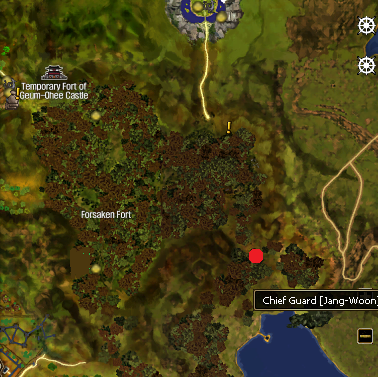 Temporary Fort of
Geum-Ohee Castle
!
Forsaken Fort
Chief Guard [Jang-Woon]